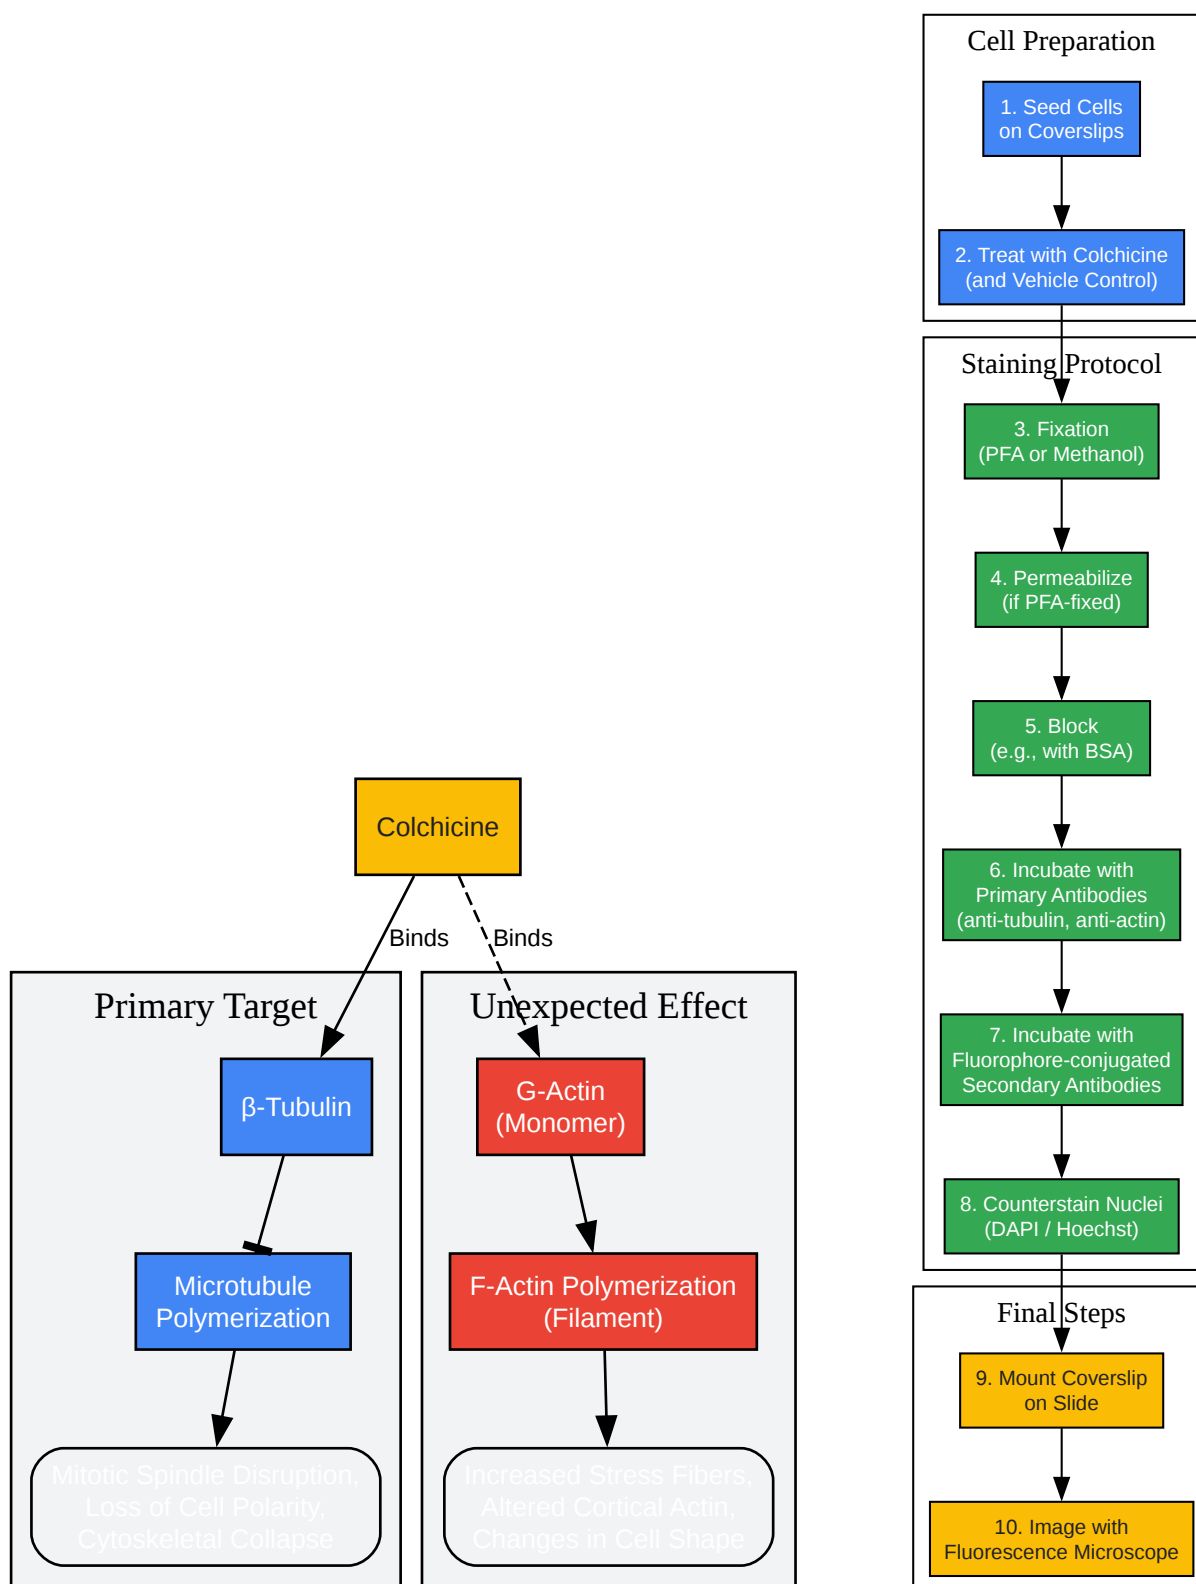 Colchicine
Binds
Binds
Primary Target
β-Tubulin
Microtubule
Polymerization
Mitotic Spindle Disruption,
Loss of Cell Polarity,
Cytoskeletal Collapse
Unexpected Effect
G-Actin
(Monomer)
F-Actin Polymerization
(Filament)
Increased Stress Fibers,
Altered Cortical Actin,
Changes in Cell Shape
Cell Preparation
1. Seed Cells
on Coverslips
2. Treat with Colchicine
(and Vehicle Control)
Staining Protocol
3. Fixation
(PFA or Methanol)
4. Permeabilize
(if PFA-fixed)
5. Block
(e.g., with BSA)
6. Incubate with
Primary Antibodies
(anti-tubulin, anti-actin)
7. Incubate with
Fluorophore-conjugated
Secondary Antibodies
8. Counterstain Nuclei
(DAPI / Hoechst)
Final Steps
9. Mount Coverslip
on Slide
10. Image with
Fluorescence Microscope